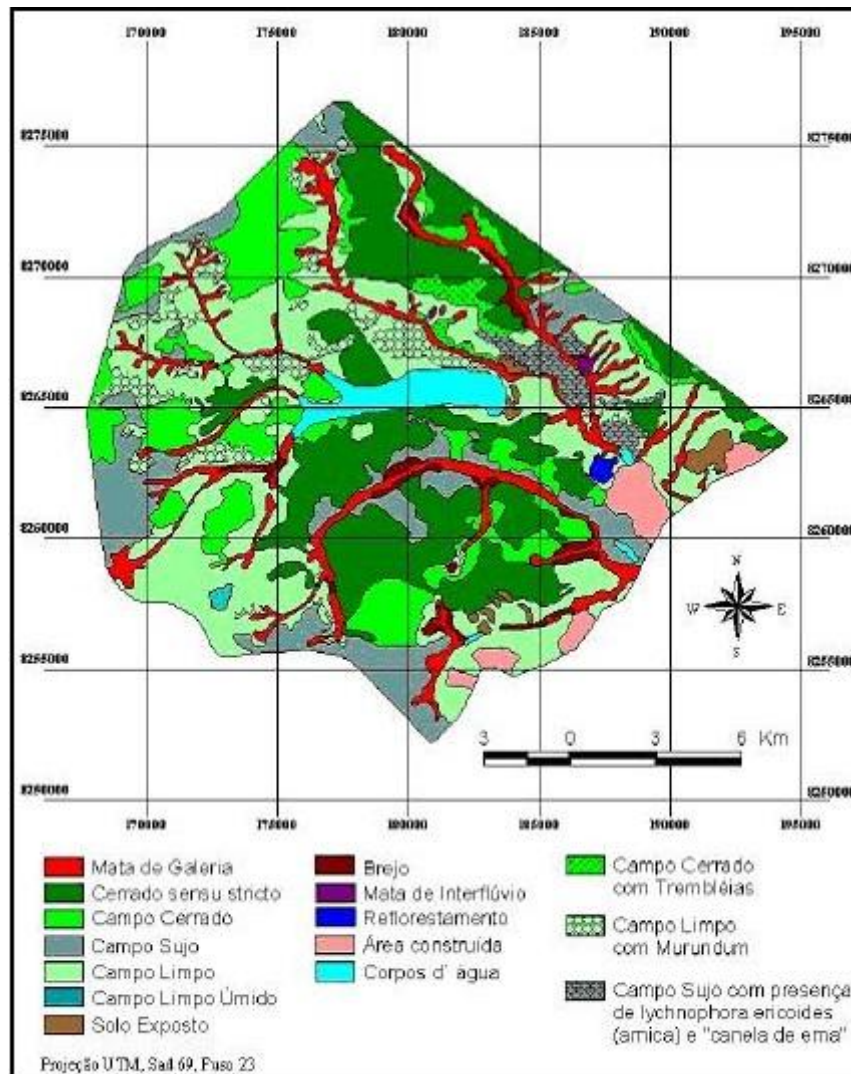 170000 175000 180000 185000 190000 195000
8275000 8275000
8270000 8270000
8265000 8265000
8260000 8260000
N
W E
S
8255000 8255000
3 0 3 6 Km
8250000 8250000
170000 175000 180000 185000 190000 195000
Mata de Galeria
Cerrado sensu stricto
Campo Cerrado
Campo Sujo
Campo Limpo
Campo Limpo Úmido
Solo Exposto
Brejo
Mata de Interflúvio
Reflorestamento
Área construída
Corpos d' água
Campo Cerrado
com Trembléias
Campo Limpo
com Murundum
Campo Sujo com presença
de lychnophora ericoides
(arnica) e "canela de ema"
Projeção UTM, Sad 69, Fuso 23